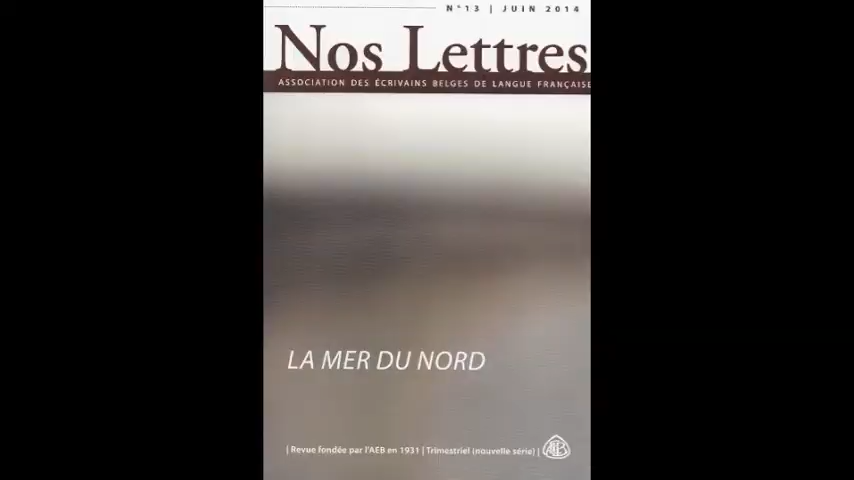 N°13 | JUIN 2014
Nos Lettres
ASSOCIATION DES ÉCRIVAINS BELGES DE LANGUE FRANÇAISE
LA MER DU NORD
| Revue fondée par l'AEB en 1931 | Trimestriel (nouvelle série) |
AEB